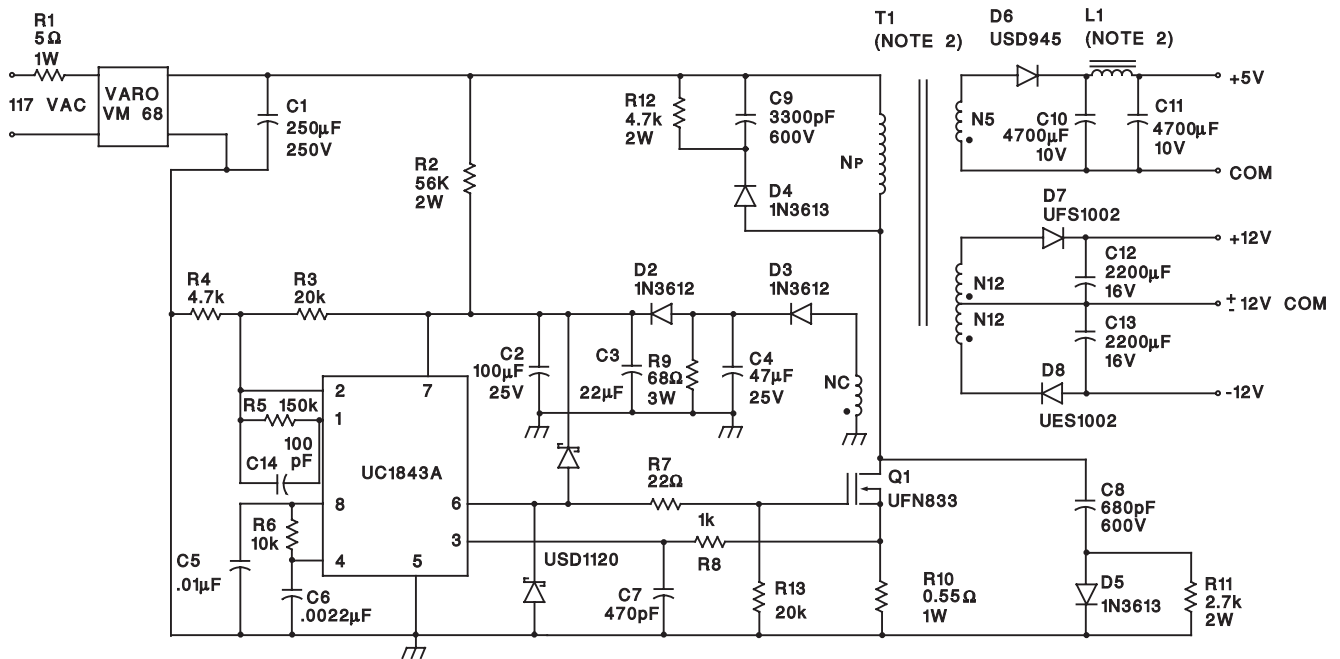 R1
5Ω
1W
117 VAC
VARO
VM 68
C1
250µF
250V
R2
56K
2W
R12
4.7k
2W
C9
3300pF
600V
D4
1N3613
NP
T1
(NOTE 2)
D6
USD945
L1
(NOTE 2)
+5V
N5
C10
4700µF
10V
C11
4700µF
10V
COM
D7
UFS1002
+12V
N12
N12
C12
2200µF
16V
+
- 12V COM
C13
2200µF
16V
D8
UES1002
-12V
R4
4.7k
R3
20k
D2
1N3612
D3
1N3612
C2
100µF
25V
C3
22µF
R9
68Ω
3W
C4
47µF
25V
NC
2
7
R5 150k
1
100
pF
C14
UC1843A
8
6
R6
10k
3
4
5
C5
.01µF
C6
.0022µF
USD1120
R7
22Ω
1k
R8
C7
470pF
R13
20k
Q1
UFN833
R10
0.55Ω
1W
C8
680pF
600V
D5
1N3613
R11
2.7k
2W